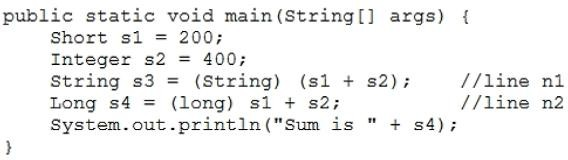 public static void main(String[] args) {
    Short s1 = 200;
    Integer s2 = 400;
    String s3 = (String) (s1 + s2);     //line n1
    Long s4 = (long) s1 + s2;           //line n2
    System.out.println("Sum is " + s4);
}